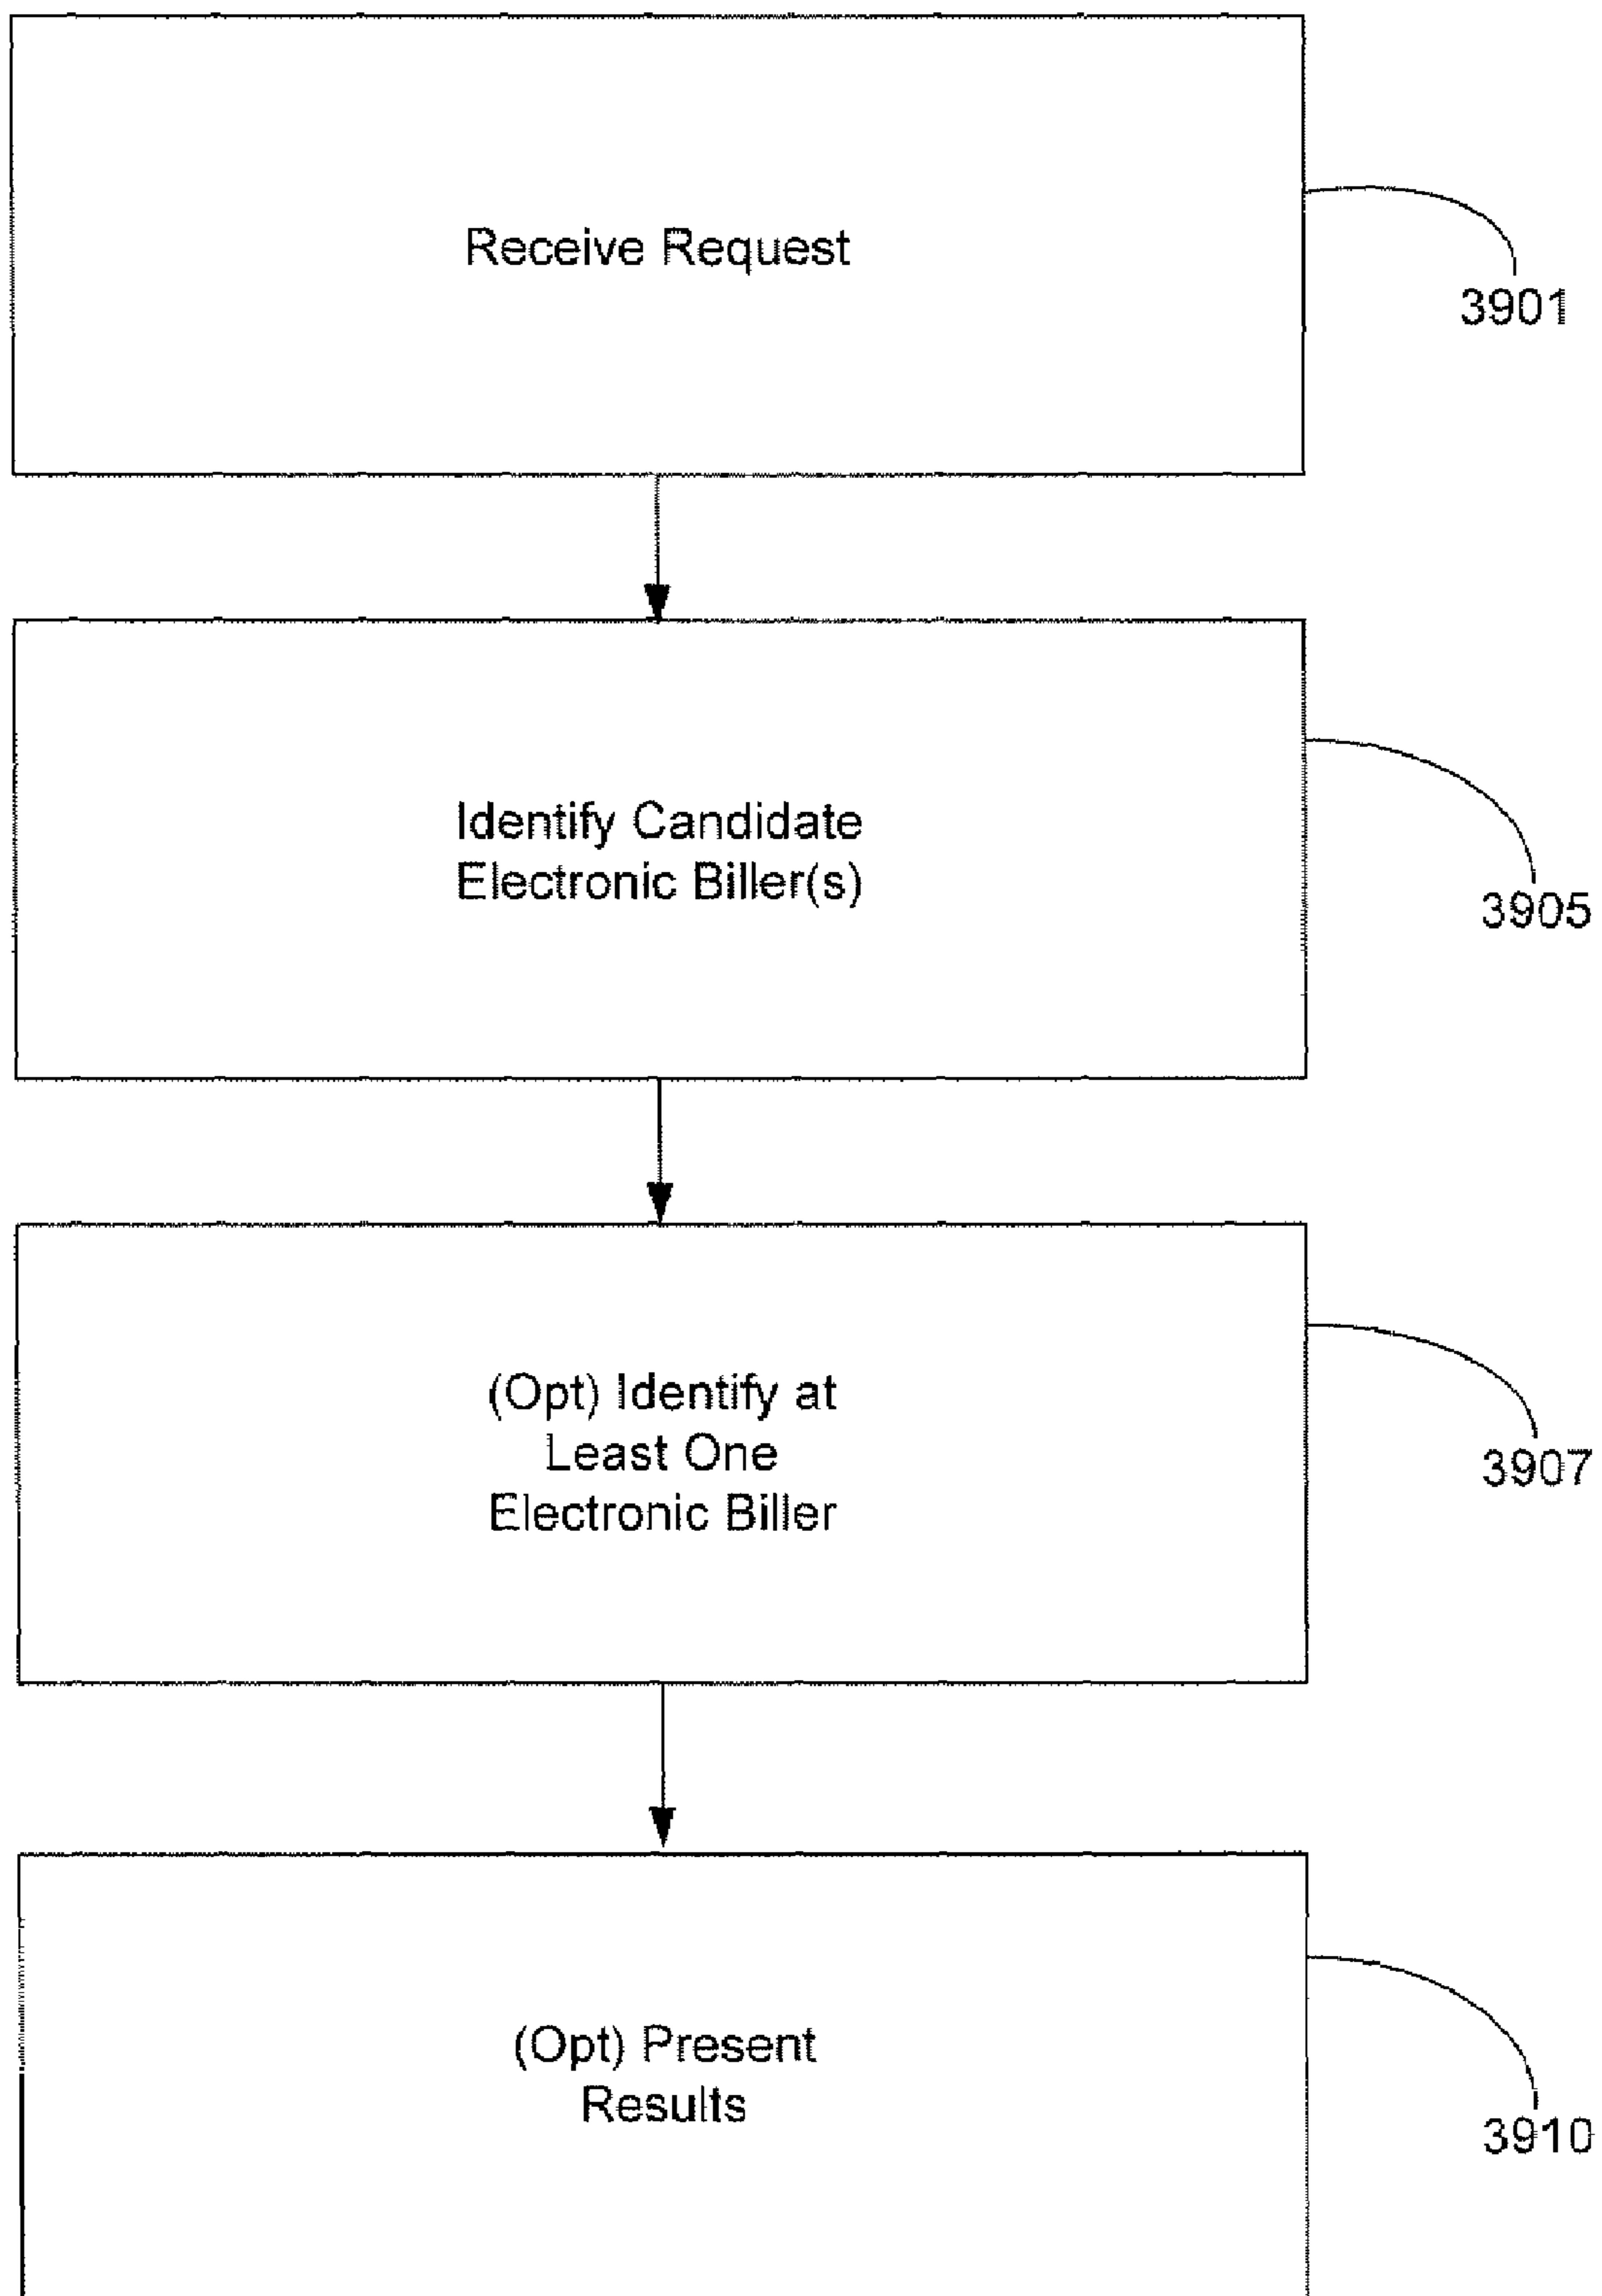 Receive Request
3901
Identify Candidate
Electronic Biller(s)
3905
(Opt) Identify at
Least One
Electronic Biller
3907
(Opt) Present
Results
3910